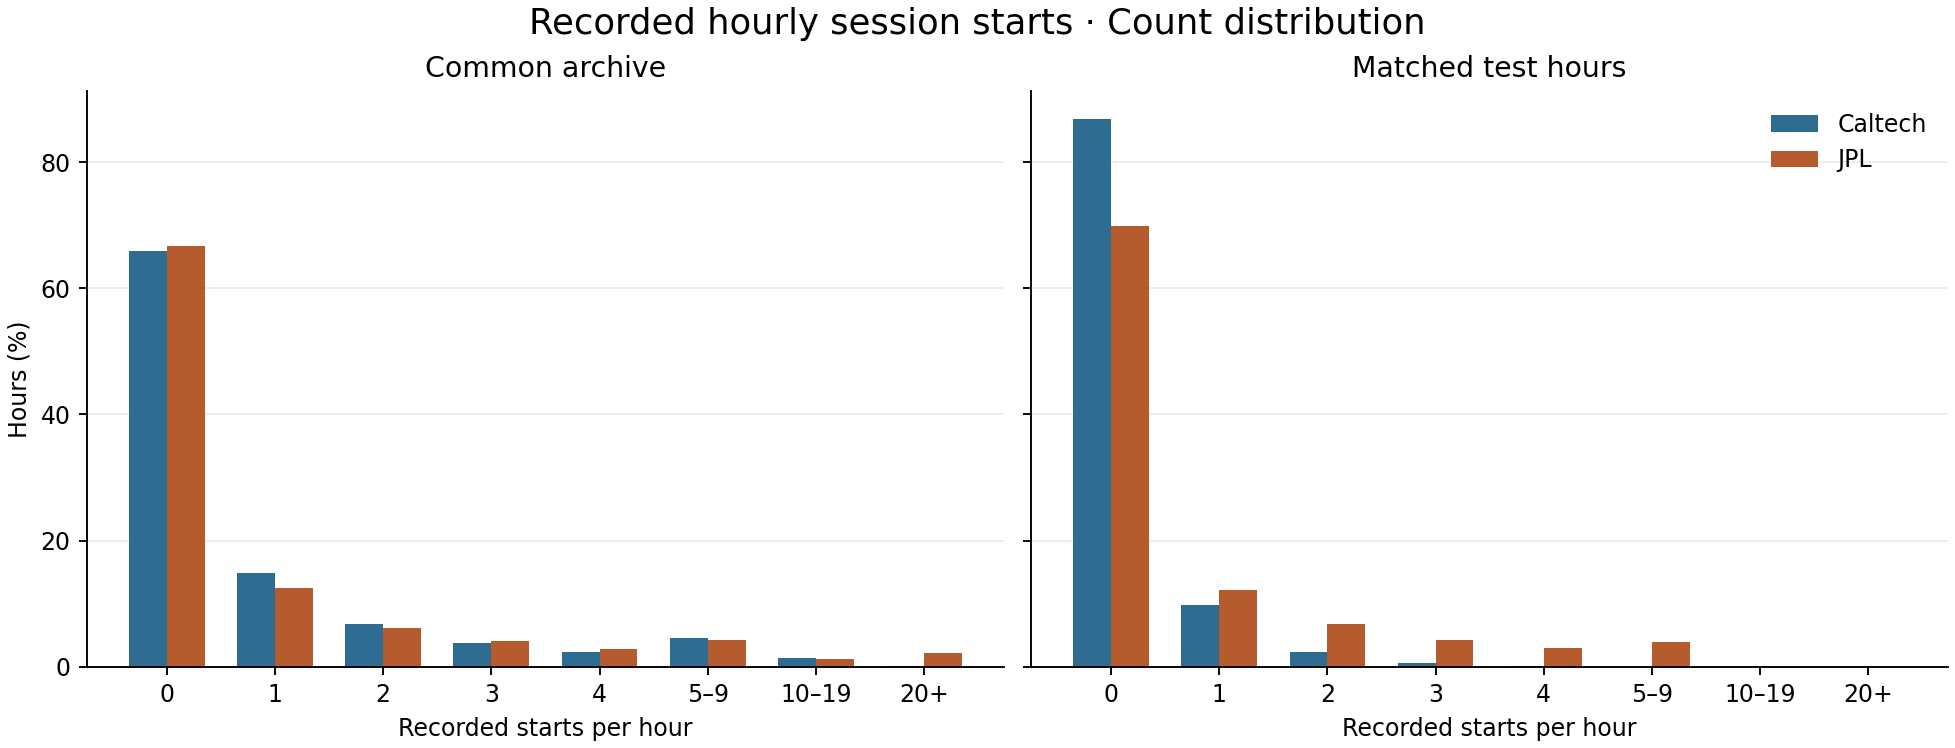 Recorded hourly session starts · Count distribution
Common archive
Matched test hours
Caltech
JPL
Hours (%)
80
60
40
20
0
0 1 2 3 4 5–9 10–19 20+
0 1 2 3 4 5–9 10–19 20+
Recorded starts per hour
Recorded starts per hour